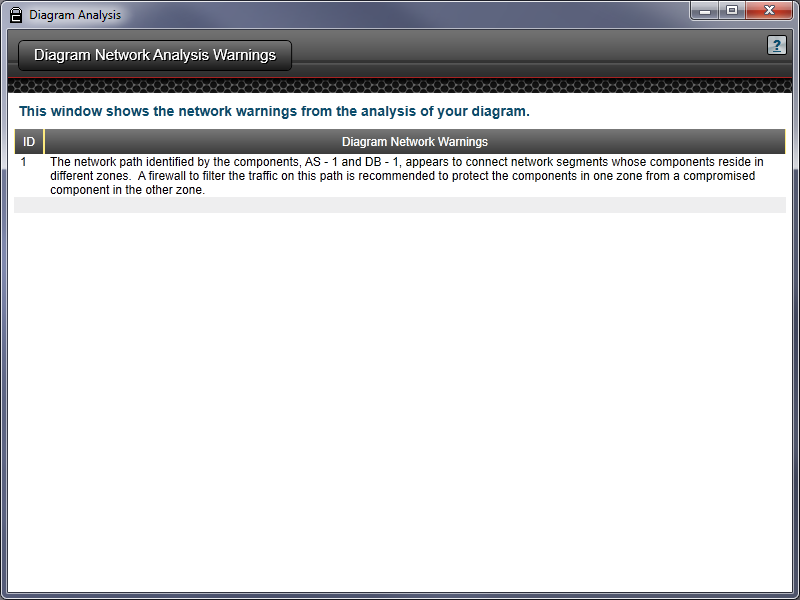 Diagram Analysis
Diagram Network Analysis Warnings
?
This window shows the network warnings from the analysis of your diagram.
ID Diagram Network Warnings
1 The network path identified by the components, AS - 1 and DB - 1, appears to connect network segments whose components reside in
different zones.  A firewall to filter the traffic on this path is recommended to protect the components in one zone from a compromised
component in the other zone.